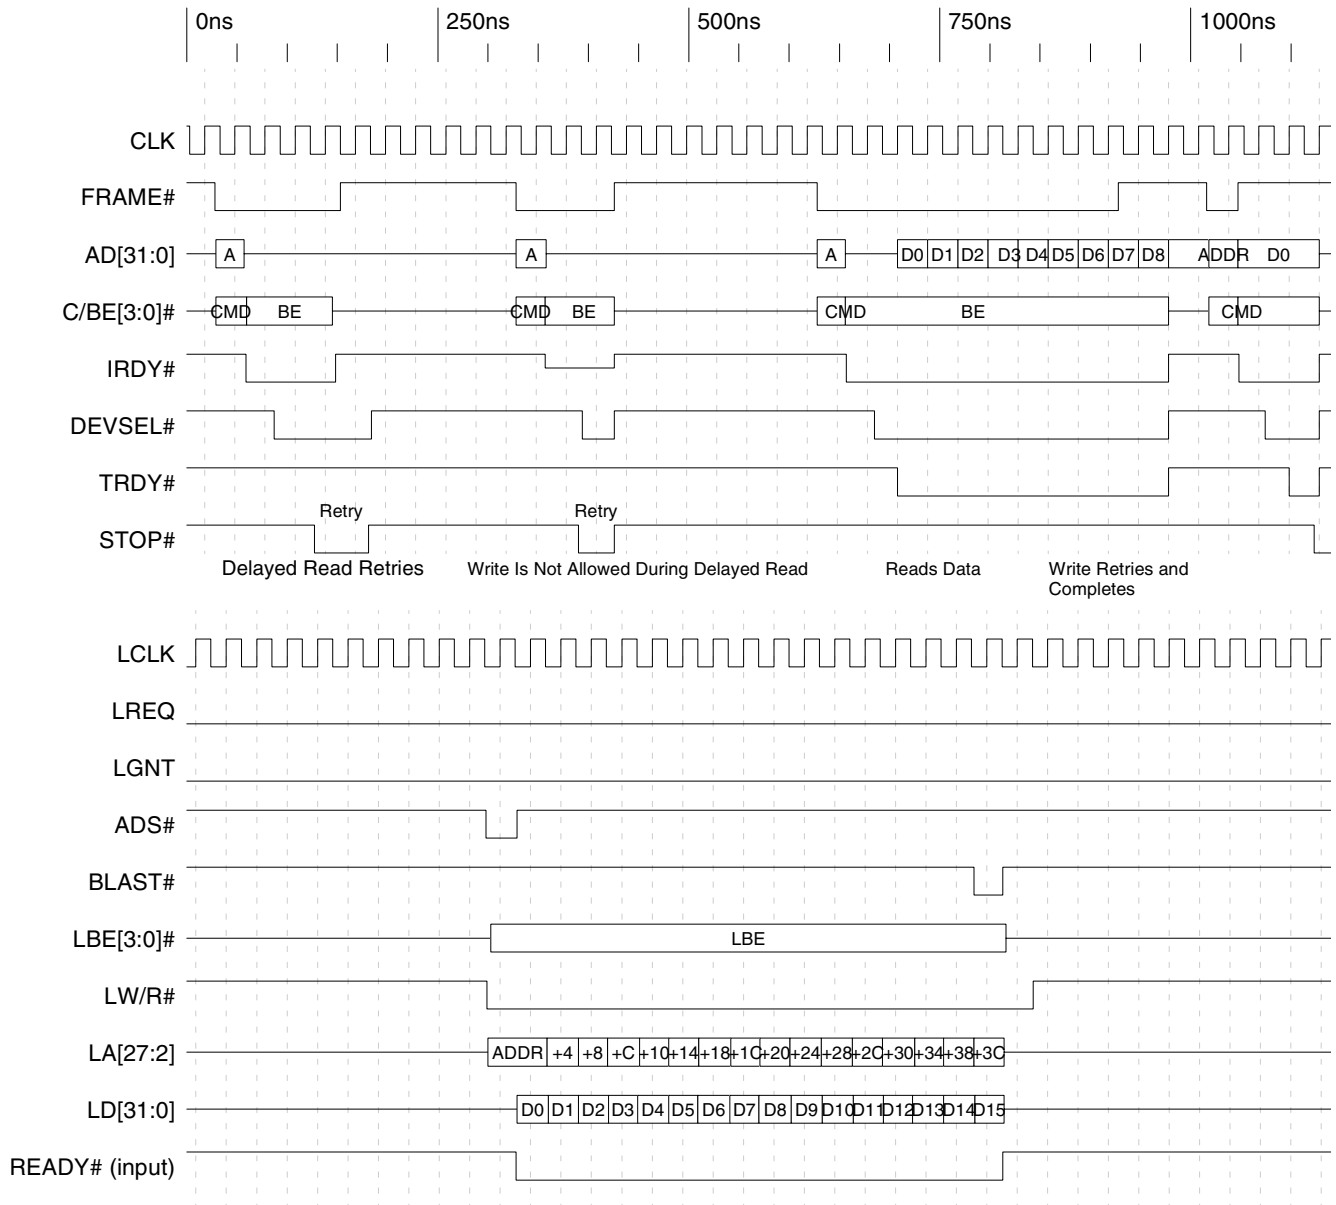 0ns 250ns 500ns 750ns 1000ns
CLK
FRAME#
AD[31:0] A A A D0 D1 D2 D3 D4 D5 D6 D7 D8 ADDR D0
C/BE[3:0]# CMD BE CMD BE CMD BE CMD
IRDY#
DEVSEL#
TRDY#
Retry Retry
STOP#
Delayed Read Retries Write Is Not Allowed During Delayed Read Reads Data Write Retries and
Completes
LCLK
LREQ
LGNT
ADS#
BLAST#
LBE[3:0]# LBE
LW/R#
LA[27:2] ADDR +4 +8 +C +10 +14 +18 +1C +20 +24 +28 +2C +30 +34 +38 +3C
LD[31:0] D0 D1 D2 D3 D4 D5 D6 D7 D8 D9 D10 D11 D12 D13 D14 D15
READY# (input)